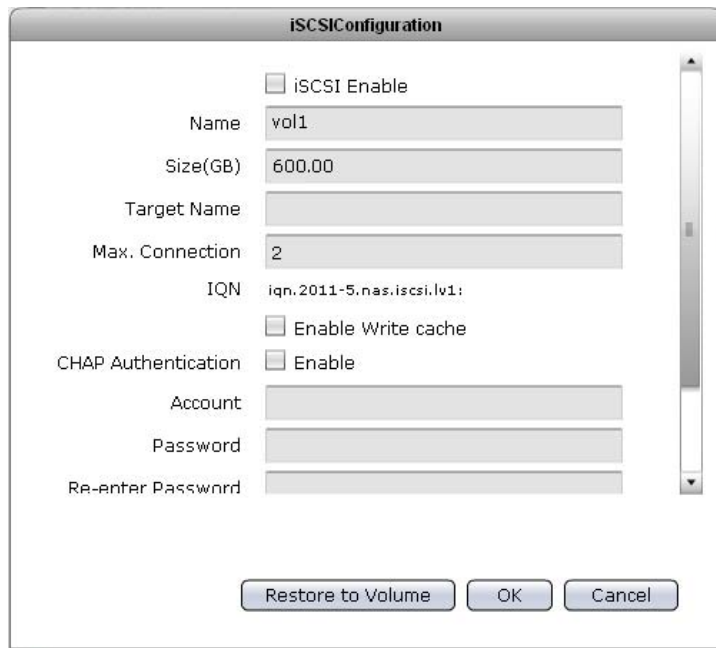 iSCSIConfiguration
iSCSI Enable
Name vol1
Size(GB) 600.00
Target Name
Max. Connection 2
IQN iqn.2011-5.nas.iscsi.lv1:
Enable Write cache
CHAP Authentication Enable
Account
Password
Re-enter Password
Restore to Volume OK Cancel